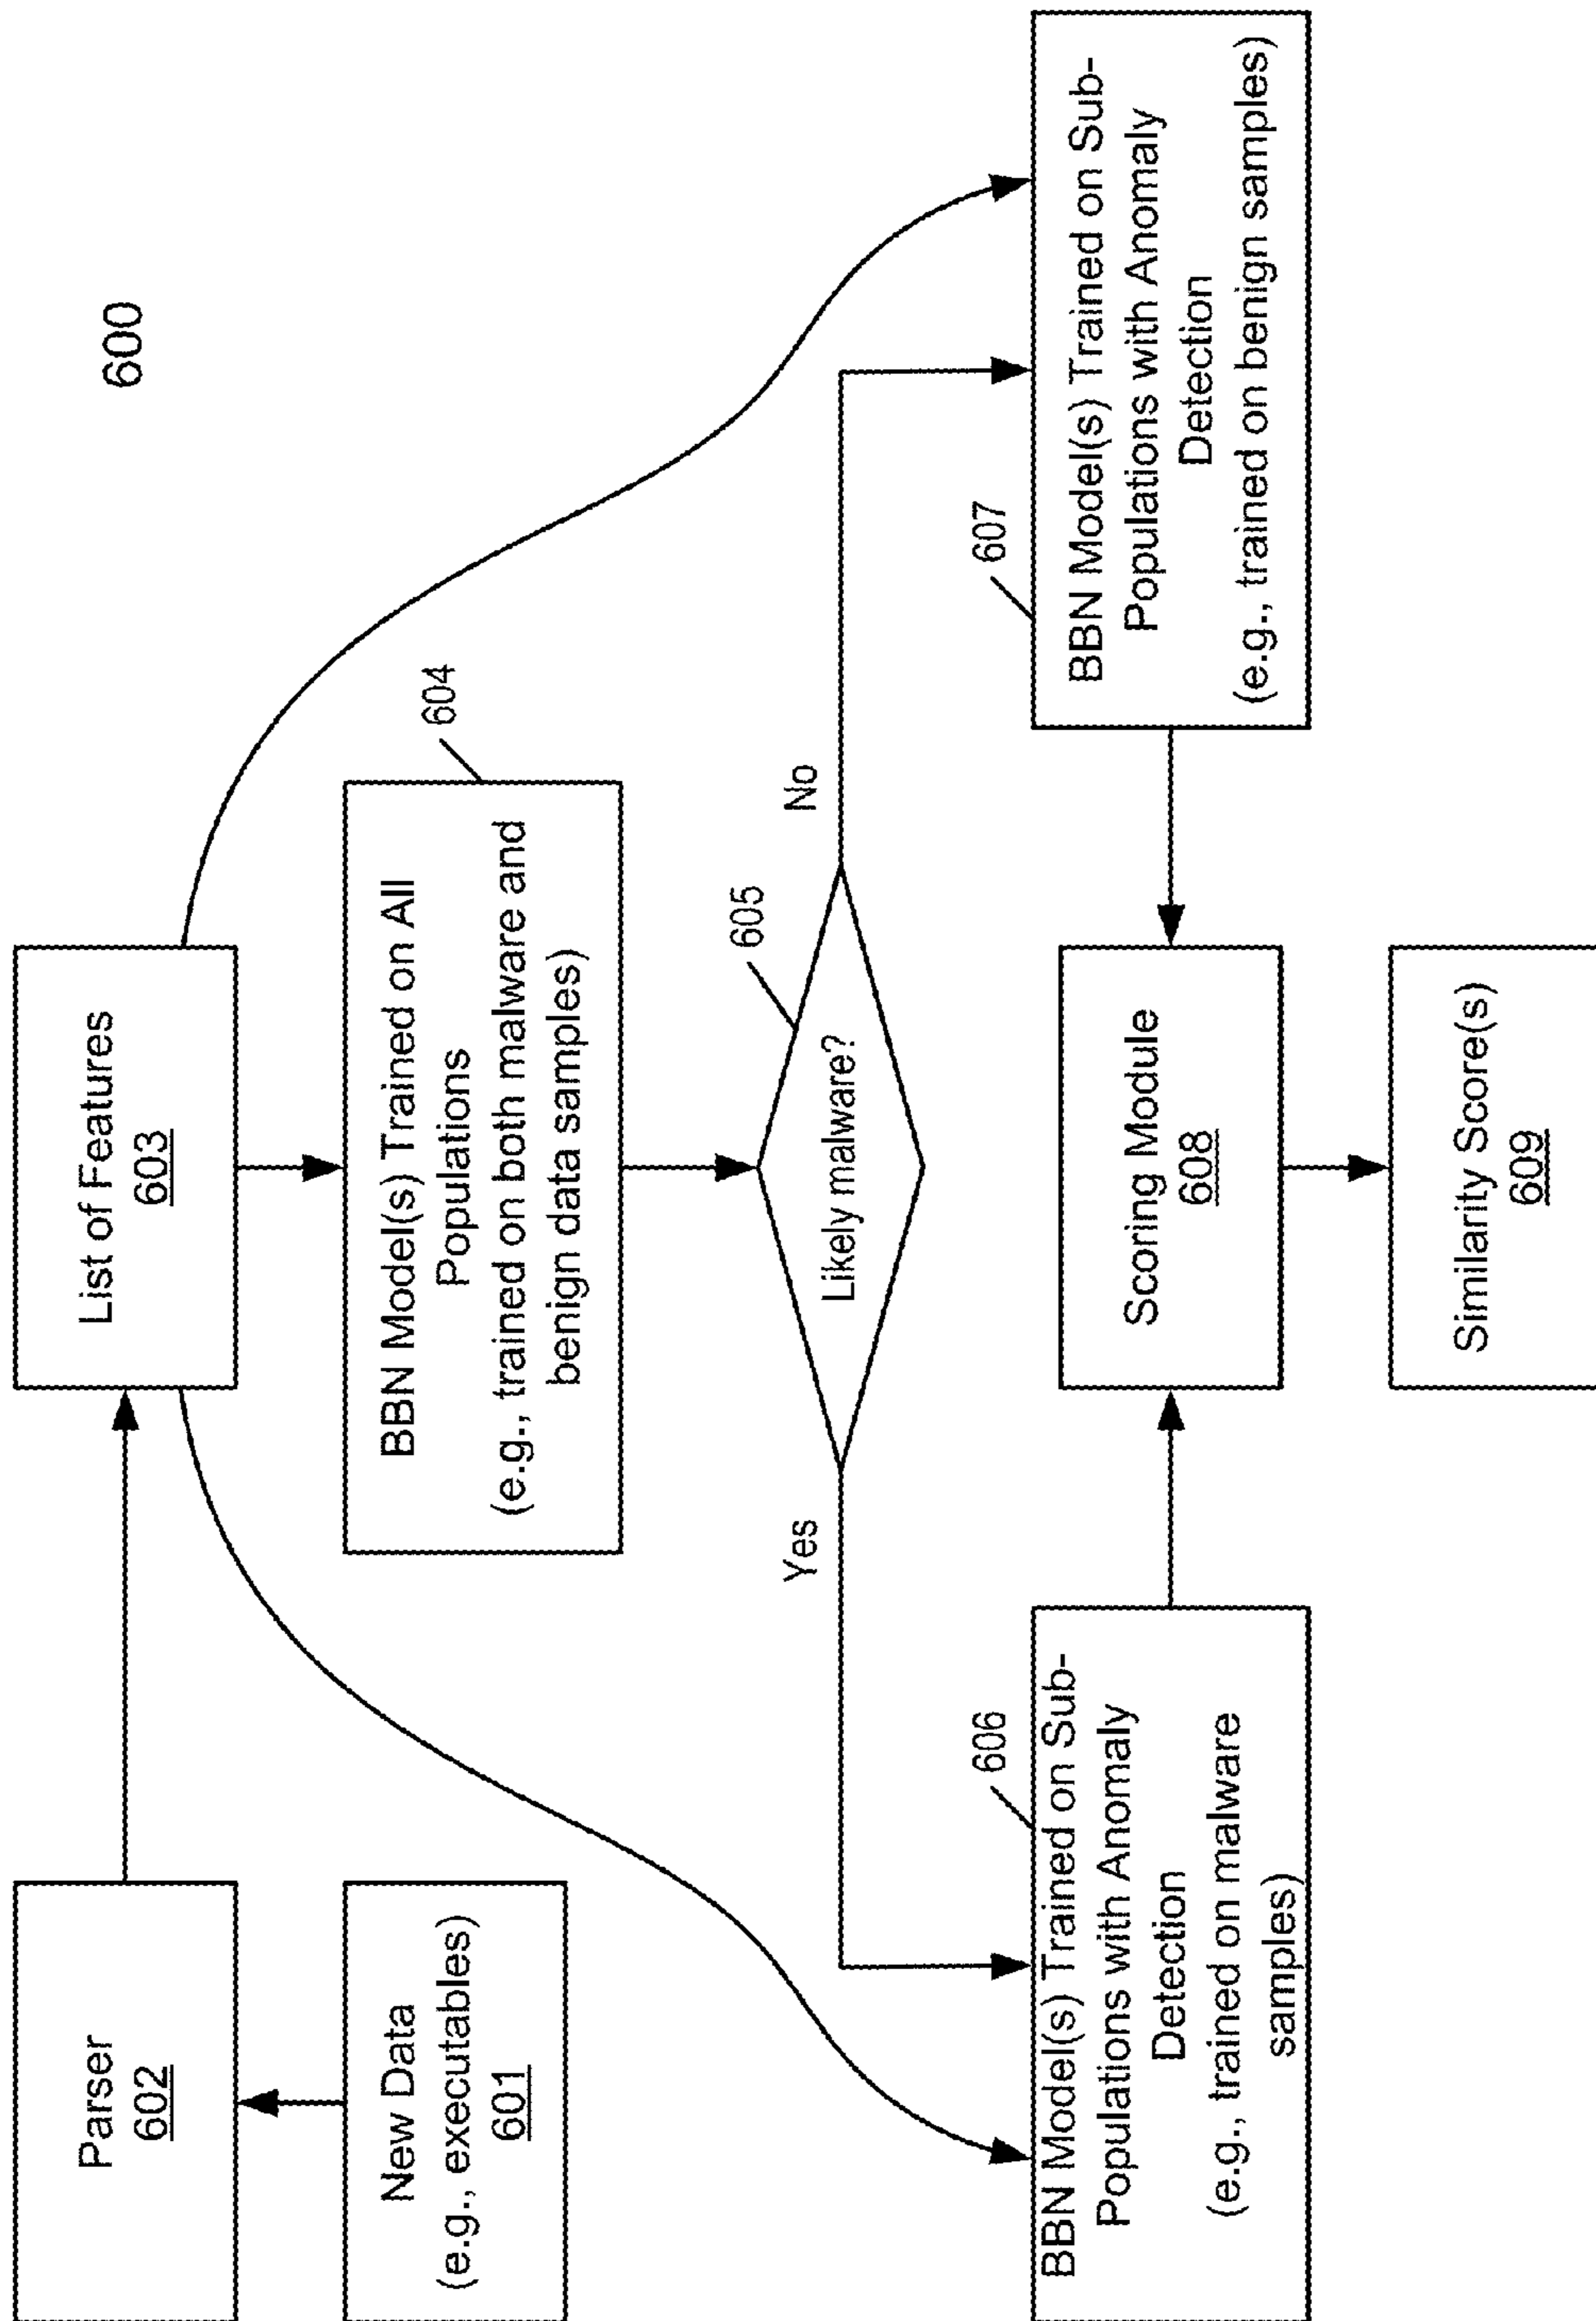 600
Parser
602
New Data
(e.g., executables)
601
List of Features
603
604
BBN Model(s) Trained on All
Populations
(e.g., trained on both malware and
benign data samples)
605
Likely malware?
Yes
No
606
BBN Model(s) Trained on Sub-
Populations with Anomaly
Detection
(e.g., trained on malware
samples)
607
BBN Model(s) Trained on Sub-
Populations with Anomaly
Detection
(e.g., trained on benign samples)
Scoring Module
608
Similarity Score(s)
609